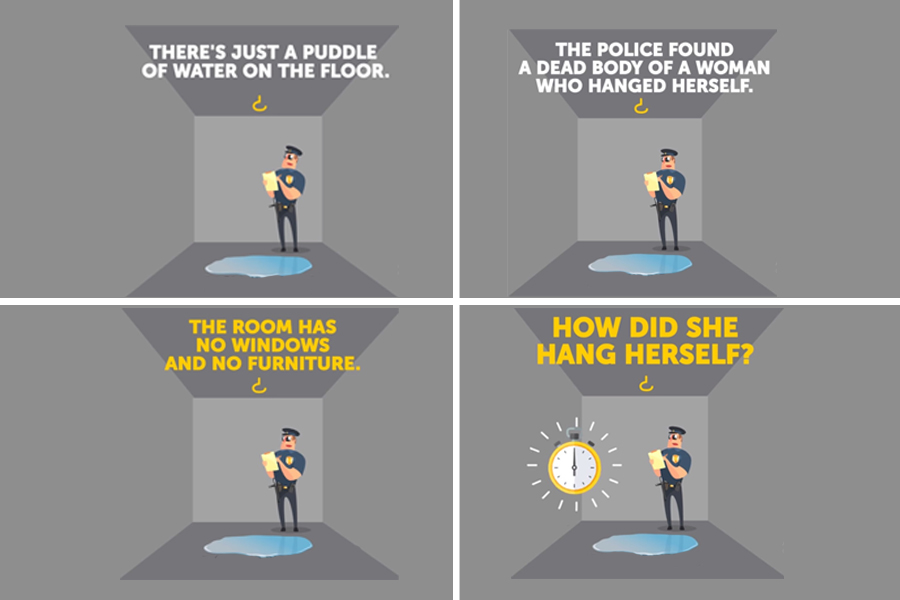 THERE'S JUST A PUDDLE
OF WATER ON THE FLOOR.
THE POLICE FOUND
A DEAD BODY OF A WOMAN
WHO HANGED HERSELF.
THE ROOM HAS
NO WINDOWS
AND NO FURNITURE.
HOW DID SHE
HANG HERSELF?